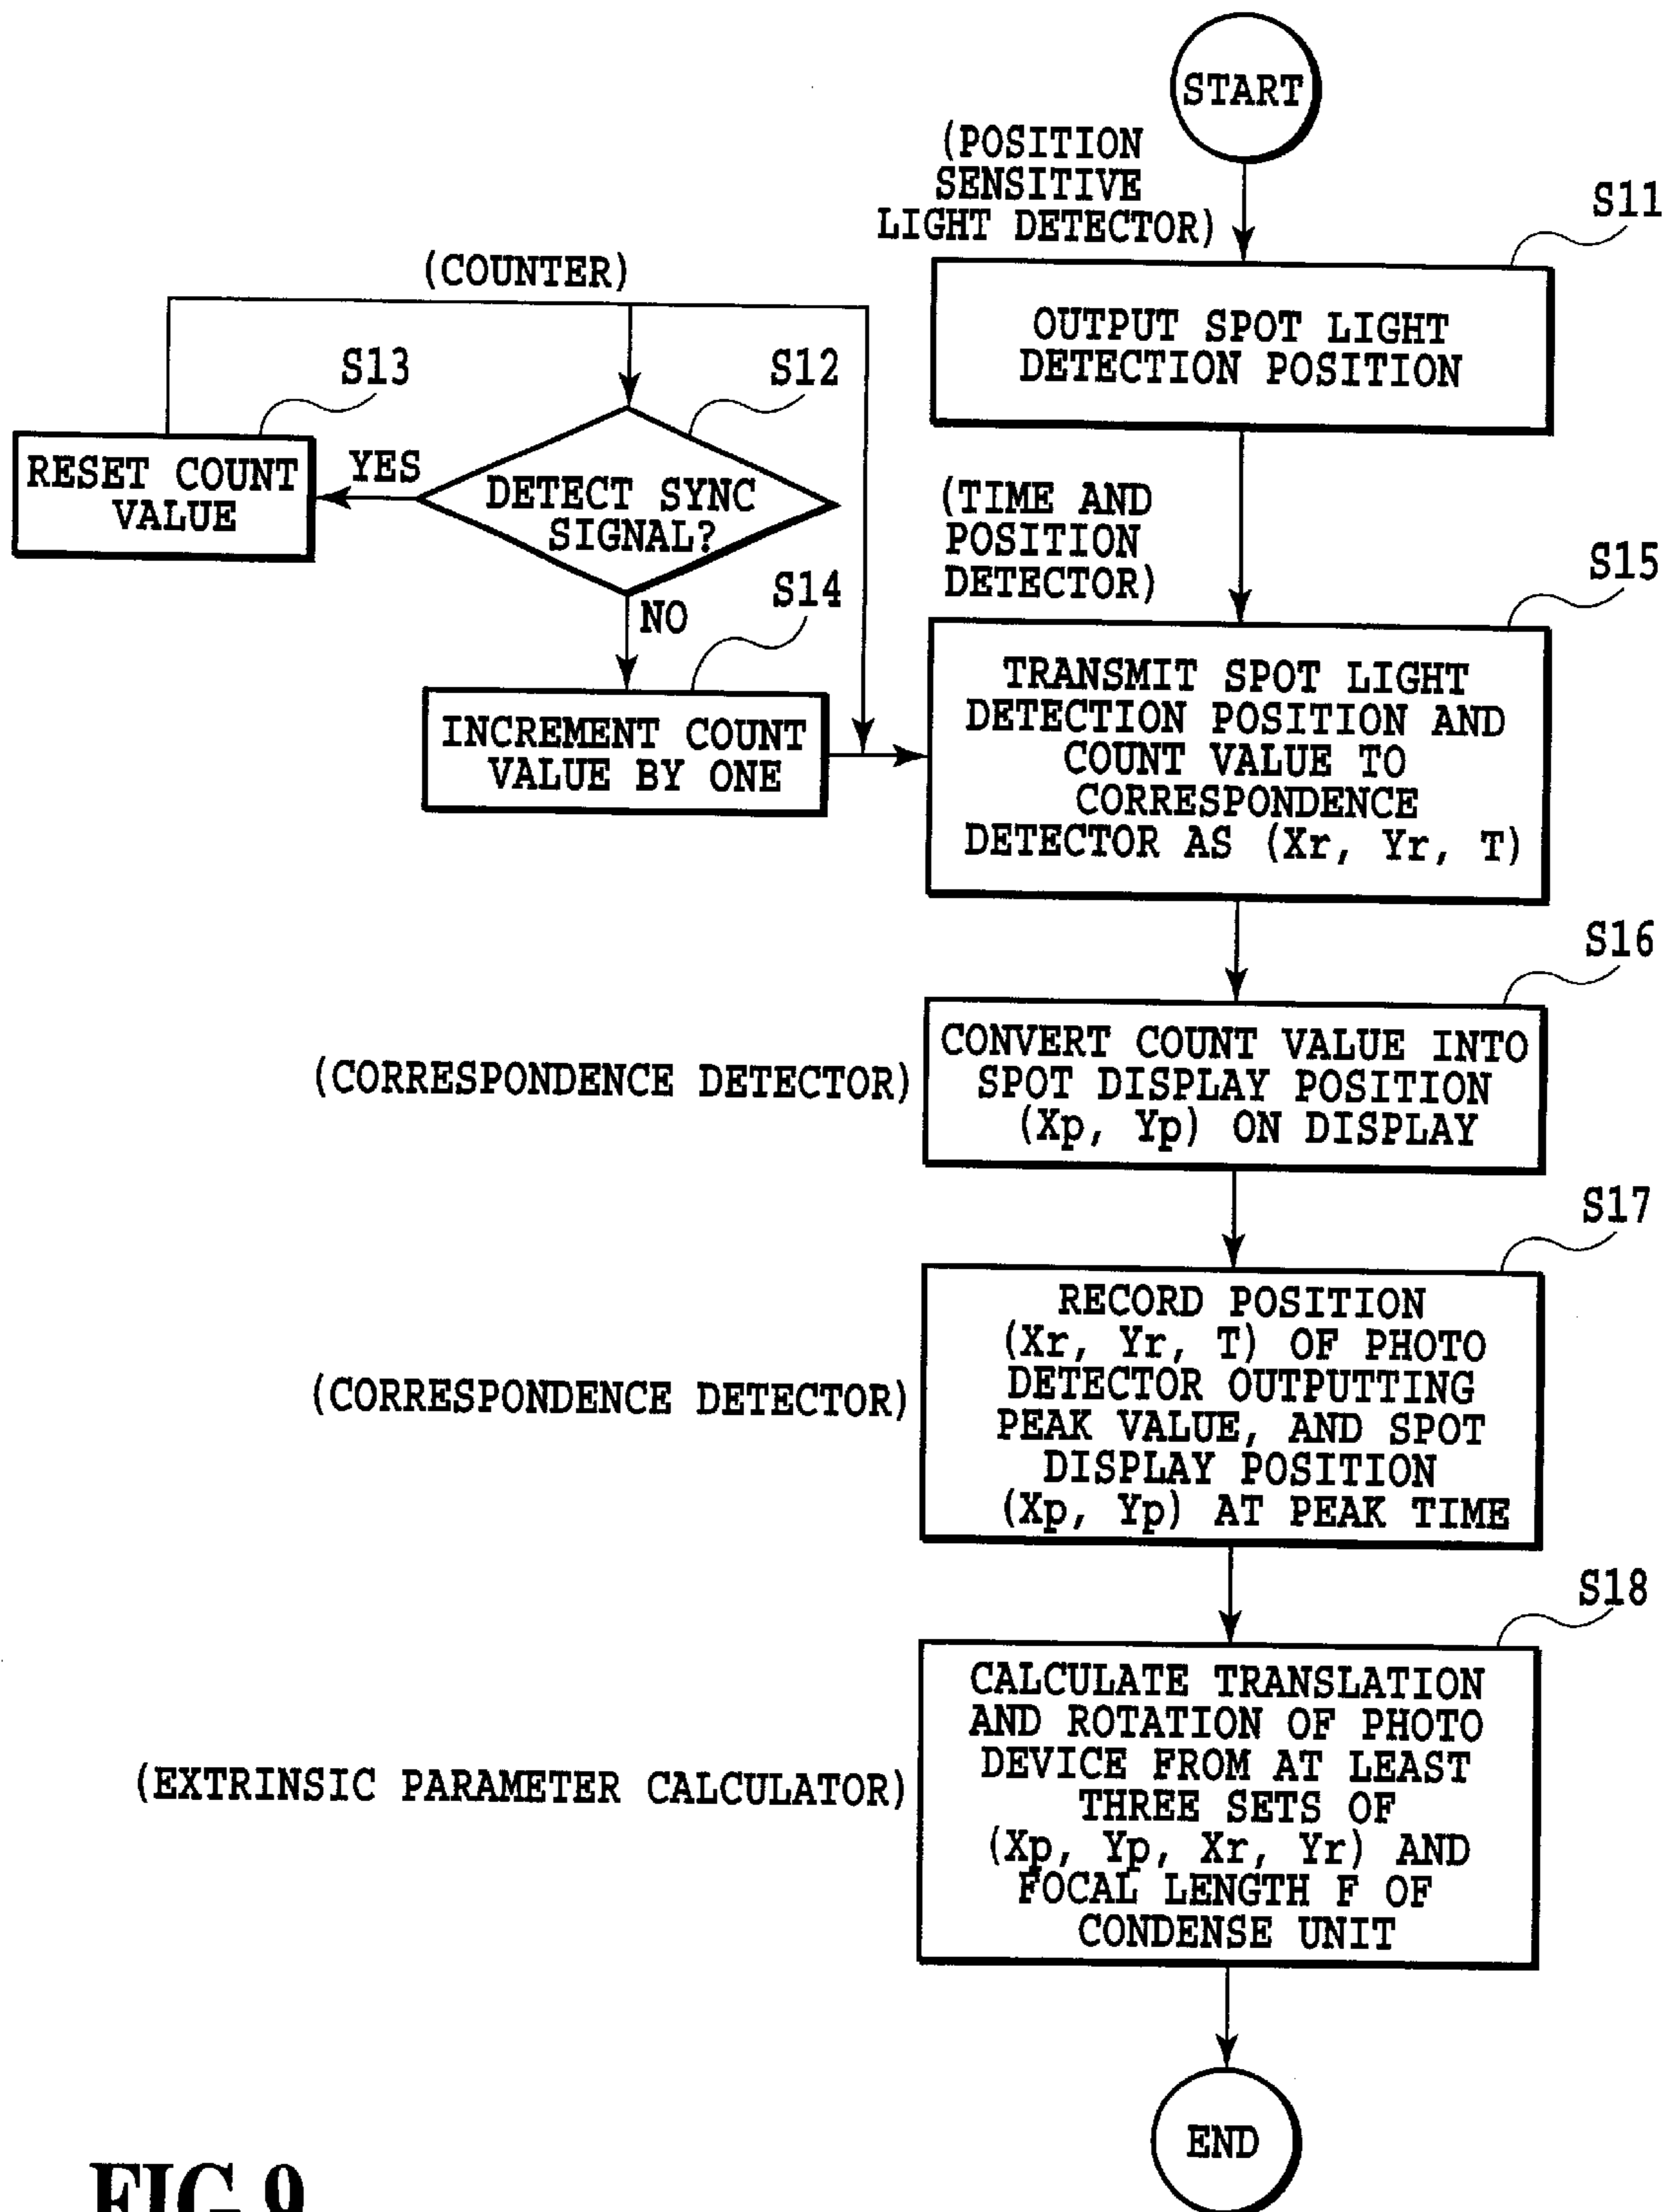 START
(POSITION
SENSITIVE
LIGHT DETECTOR)
S11
OUTPUT SPOT LIGHT
DETECTION POSITION
(COUNTER)
S13
RESET COUNT
VALUE
YES
S12
DETECT SYNC
SIGNAL?
NO
S14
INCREMENT COUNT
VALUE BY ONE
(TIME AND
POSITION
DETECTOR)
S15
TRANSMIT SPOT LIGHT
DETECTION POSITION AND
COUNT VALUE TO
CORRESPONDENCE
DETECTOR AS (Xr, Yr, T)
S16
(CORRESPONDENCE DETECTOR)
CONVERT COUNT VALUE INTO
SPOT DISPLAY POSITION
(Xp, Yp) ON DISPLAY
S17
(CORRESPONDENCE DETECTOR)
RECORD POSITION
(Xr, Yr, T) OF PHOTO
DETECTOR OUTPUTTING
PEAK VALUE, AND SPOT
DISPLAY POSITION
(Xp, Yp) AT PEAK TIME
S18
(EXTRINSIC PARAMETER CALCULATOR)
CALCULATE TRANSLATION
AND ROTATION OF PHOTO
DEVICE FROM AT LEAST
THREE SETS OF
(Xp, Yp, Xr, Yr) AND
FOCAL LENGTH F OF
CONDENSE UNIT
END
FIG.9